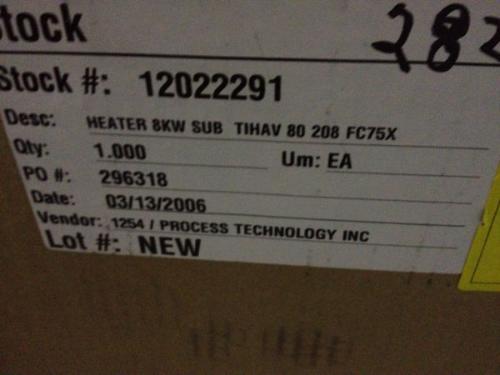 Stock
282
Stock #: 12022291
Desc: HEATER 8KW SUB TIHAV 80 208 FC75X
Qty: 1.000 Um: EA
PO #: 296318
Date: 03/13/2006
Vendor: 1254 / PROCESS TECHNOLOGY INC
Lot #: NEW